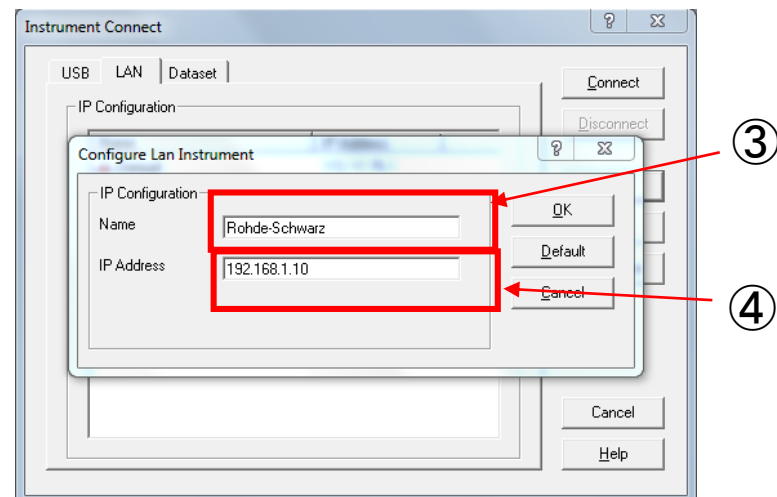 Instrument Connect
USB LAN Dataset
Connect
IP Configuration
Disconnect
③
Configure Lan Instrument
IP Configuration
Name
Rohde-Schwarz
OK
IP Address
192.168.1.10
Default
Cancel
④
Cancel
Help